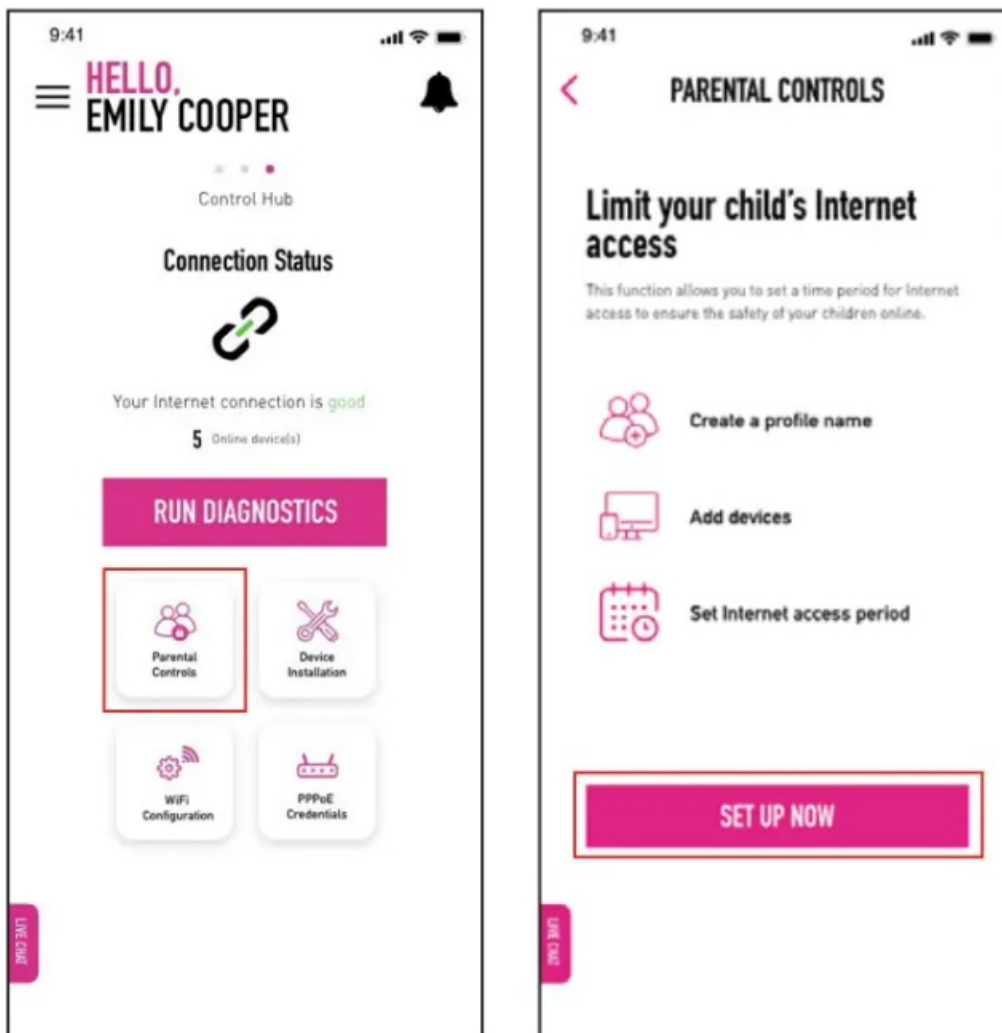 9:41
HELLO,
EMILY COOPER
Control Hub
Connection Status
Your Internet connection is good
5 Online device(s)
RUN DIAGNOSTICS
Parental
Controls
Device
Installation
WiFi
Configuration
PPPoE
Credentials
LIVE CHAT
9:41
PARENTAL CONTROLS
Limit your child's Internet
access
This function allows you to set a time period for Internet
access to ensure the safety of your children online.
Create a profile name
Add devices
Set Internet access period
SET UP NOW
LIVE CHAT